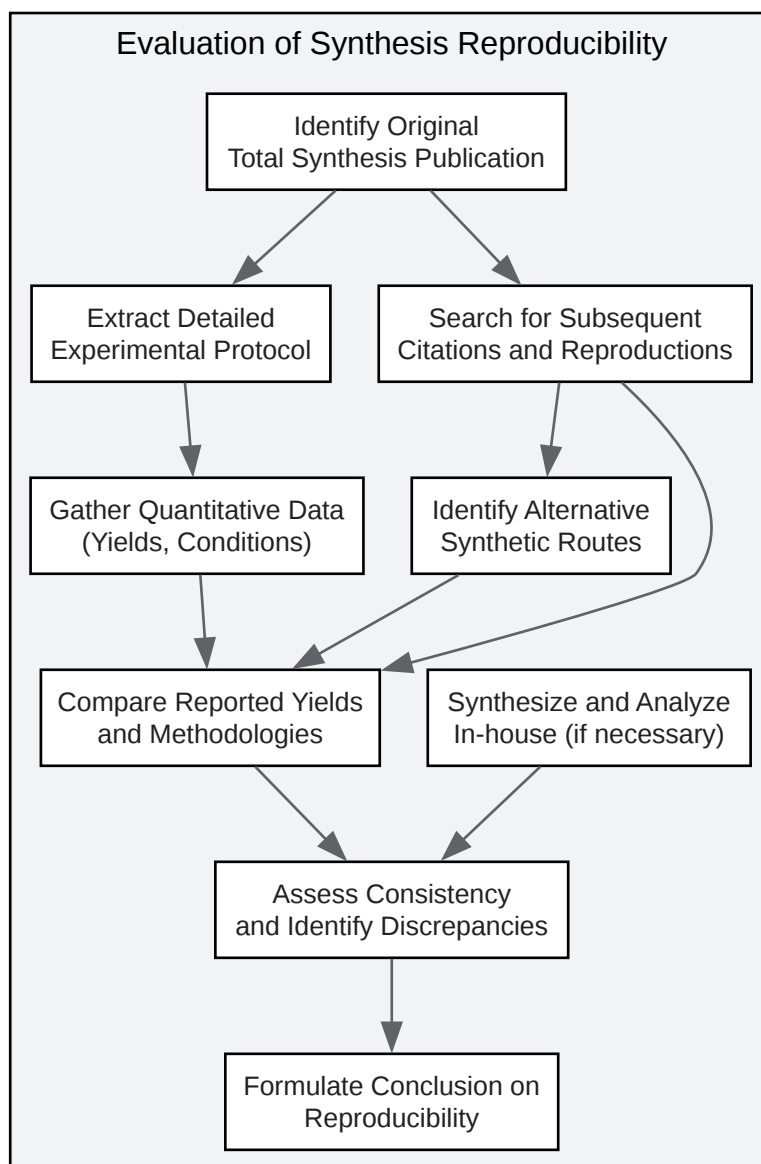 Evaluation of Synthesis Reproducibility
Identify Original
Total Synthesis Publication
Extract Detailed
Experimental Protocol
Search for Subsequent
Citations and Reproductions
Gather Quantitative Data
(Yields, Conditions)
Identify Alternative
Synthetic Routes
Compare Reported Yields
and Methodologies
Synthesize and Analyze
In-house (if necessary)
Assess Consistency
and Identify Discrepancies
Formulate Conclusion on
Reproducibility